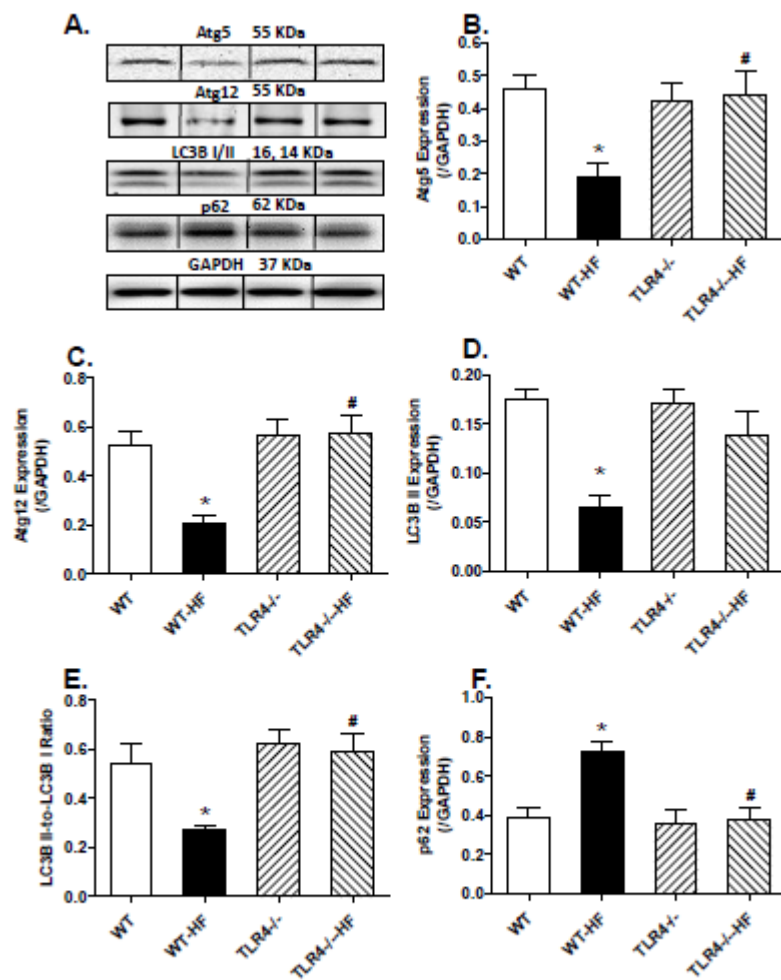 A.
Atg5 55 KDa
Atg12 55 KDa
LC3B I/II 16, 14 KDa
p62 62 KDa
GAPDH 37 KDa
B.
Atg5 Expression
(/GAPDH)
0.6
0.5
0.4
0.3
0.2
0.1
0.0
*
#
WT
WT-HF
TLR4-/-
TLR4-/--HF
C.
Atg12 Expression
(/GAPDH)
0.8
0.6
0.4
0.2
0.0
*
#
WT
WT-HF
TLR4-/-
TLR4-/--HF
D.
LC3B II Expression
(/GAPDH)
0.20
0.15
0.10
0.05
0.00
*
WT
WT-HF
TLR4-/-
TLR4-/--HF
E.
LC3B II-to-LC3B I Ratio
0.8
0.6
0.4
0.2
0.0
*
#
WT
WT-HF
TLR4-/-
TLR4-/--HF
F.
p62 Expression
(/GAPDH)
1.0
0.8
0.6
0.4
0.2
0.0
*
#
WT
WT-HF
TLR4-/-
TLR4-/--HF